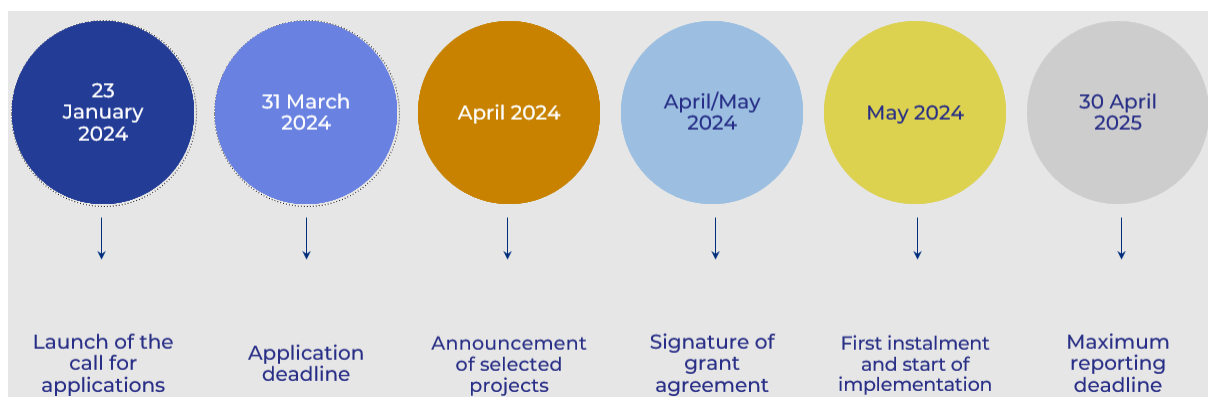 23
January
2024
31 March
2024
April 2024
April/May
2024
May 2024
30 April
2025
Launch of the
call for
applications
Application
deadline
Announcement
of selected
projects
Signature of
grant
agreement
First instalment
and start of
implementation
Maximum
reporting
deadline